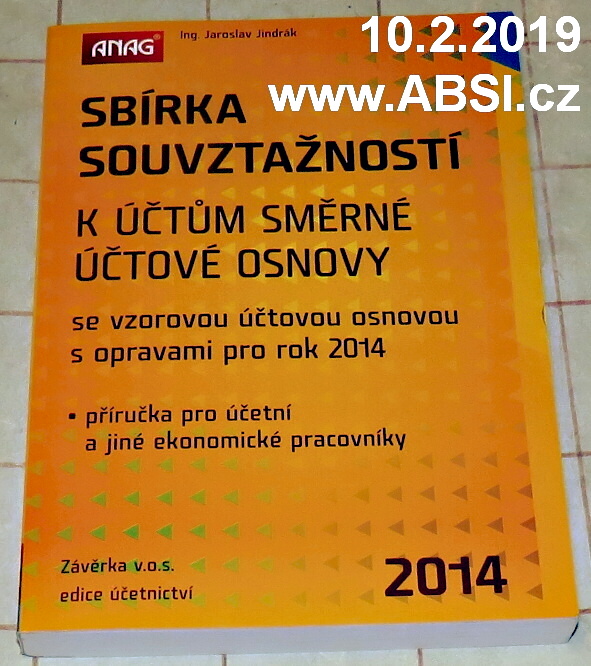 ANAG
Ing. Jaroslav Jindrák
10.2.2019
www.ABSI.cz
SBÍRKA
SOUVZTAŽNOSTÍ
K ÚČTŮM SMĚRNÉ
ÚČTOVÉ OSNOVY
se vzorovou účtovou osnovou
s opravami pro rok 2014
• příručka pro účetní
a jiné ekonomické pracovníky
Závěrka v.o.s.
edice účetnictví
2014